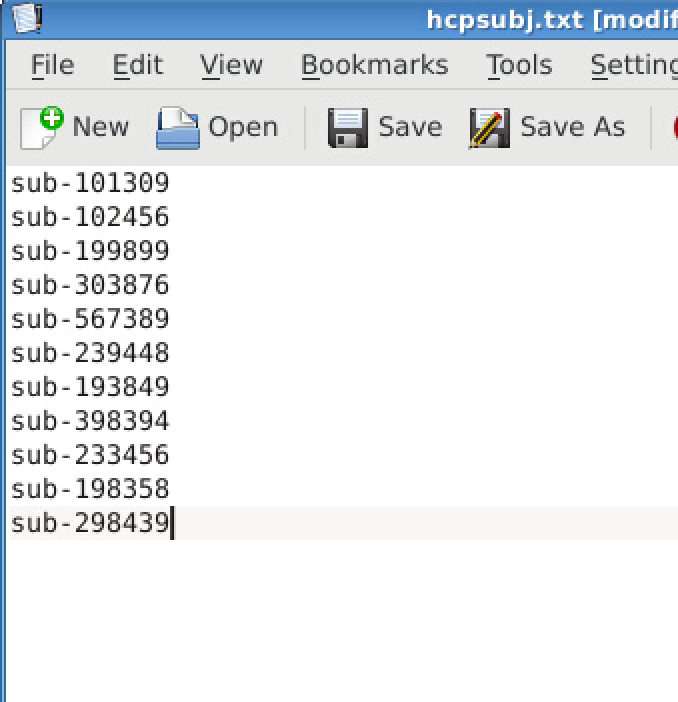 hcpsubj.txt [modif
File Edit View Bookmarks Tools Setting
New Open Save Save As
sub-101309
sub-102456
sub-199899
sub-303876
sub-567389
sub-239448
sub-193849
sub-398394
sub-233456
sub-198358
sub-298439